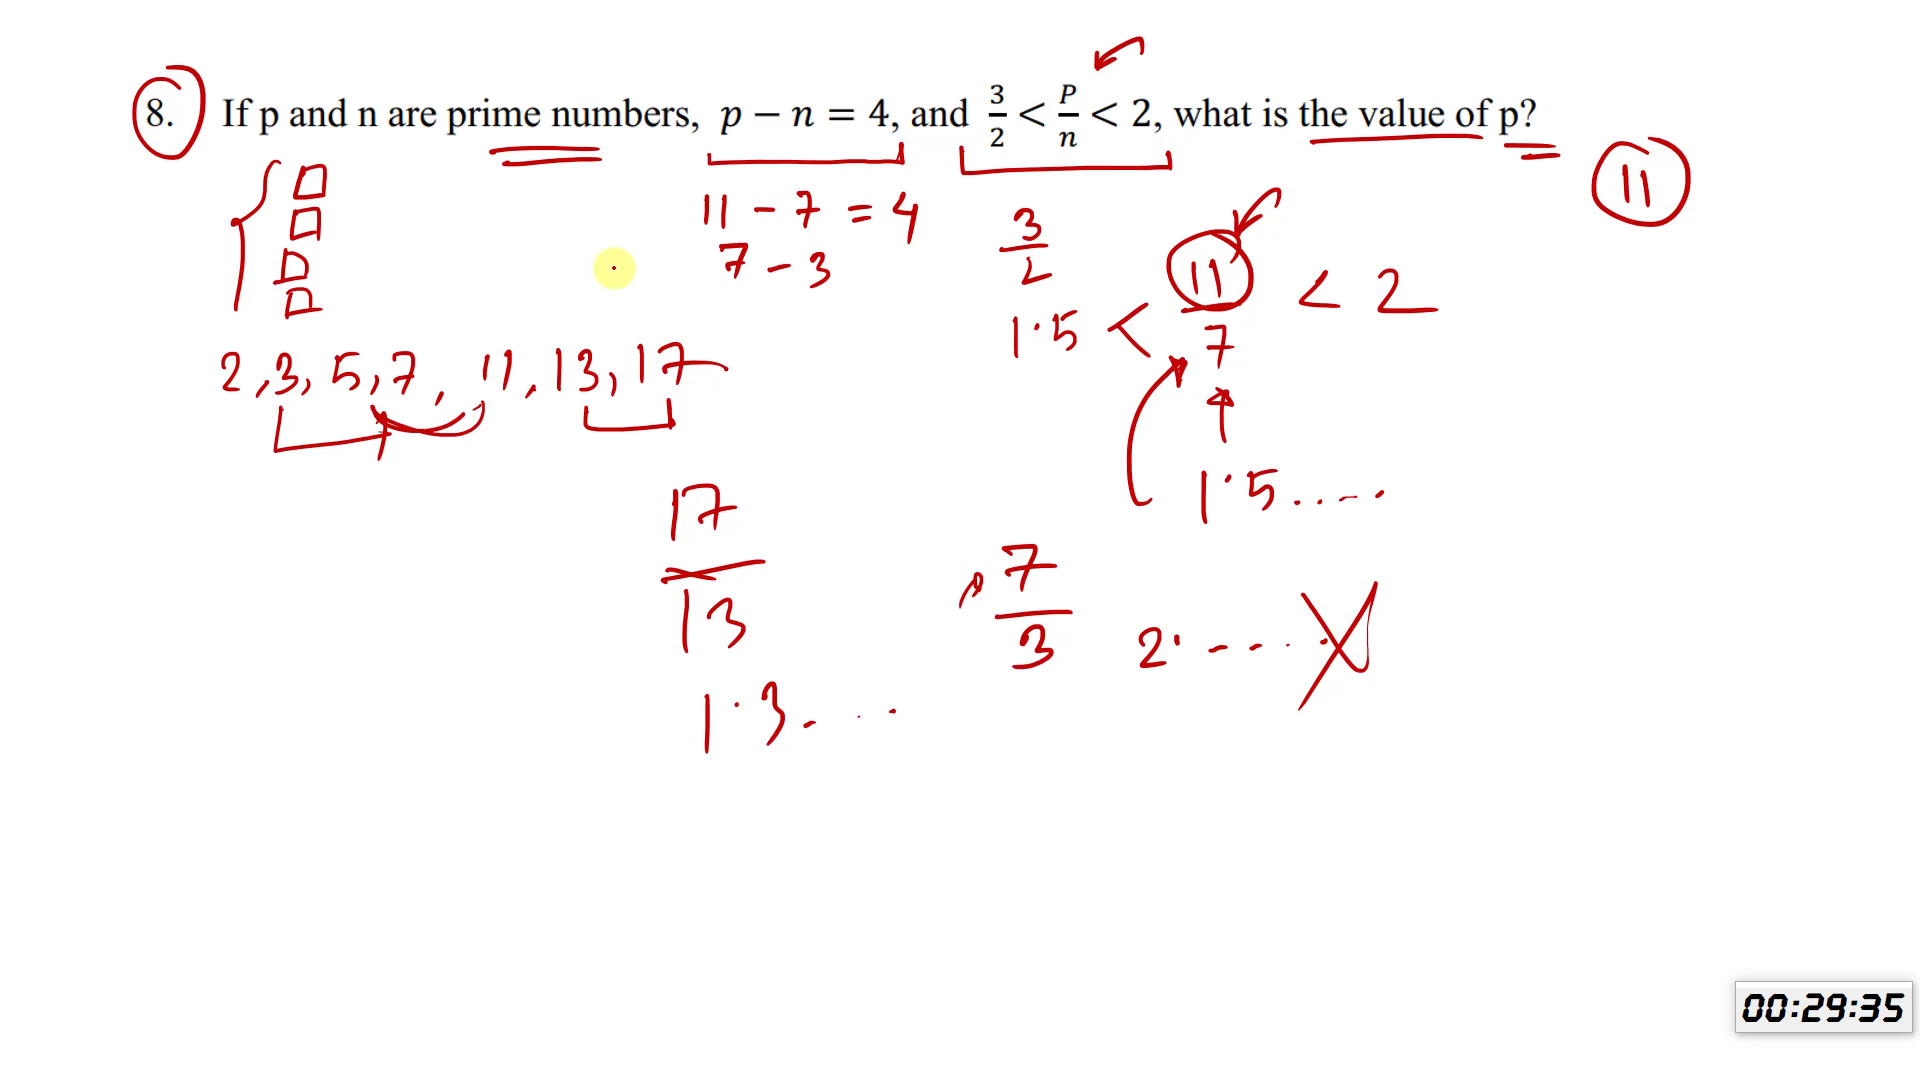 8. If p and n are prime numbers, p − n = 4, and 3/2 < P/n < 2, what is the value of p?
11
11 - 7 = 4
7 - 3
3/2
1.5 < 11/7 < 2
2, 3, 5, 7, 11, 13, 17
1.5.....
17/13
1.3....
7/3 2.....
00:29:35